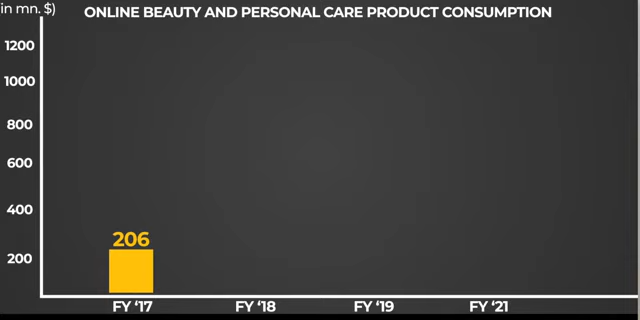 in mn. $)
ONLINE BEAUTY AND PERSONAL CARE PRODUCT CONSUMPTION
1200
1000
800
600
400
200
206
FY ‘17
FY ‘18
FY ‘19
FY ‘21